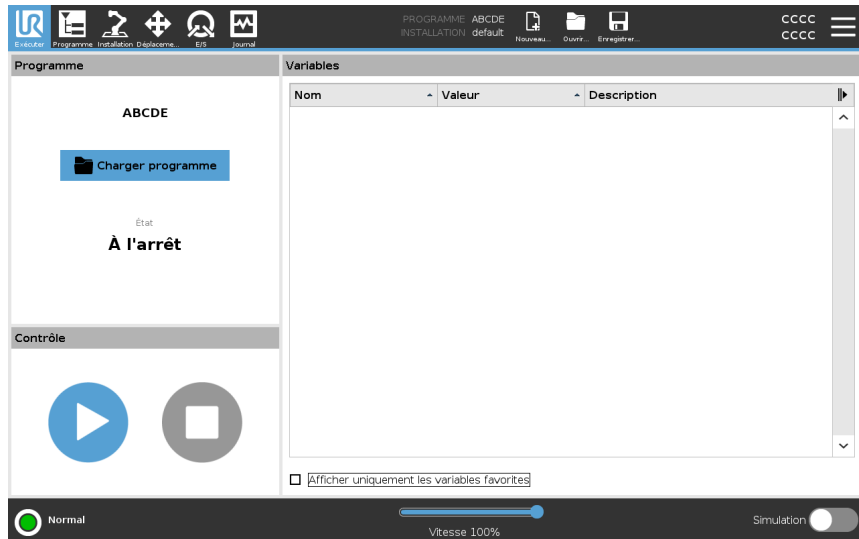 UR
PROGRAMME ABCDE
INSTALLATION default
CCCC
CCCC
Exécuter Programme Installation Déplaceme... E/S Journal
Nouveau... Ouvrir... Enregistrer...
Programme
ABCDE
Charger programme
État
À l'arrêt
Contrôle
Variables
Nom Valeur Description
Afficher uniquement les variables favorites
Normal
Vitesse 100%
Simulation